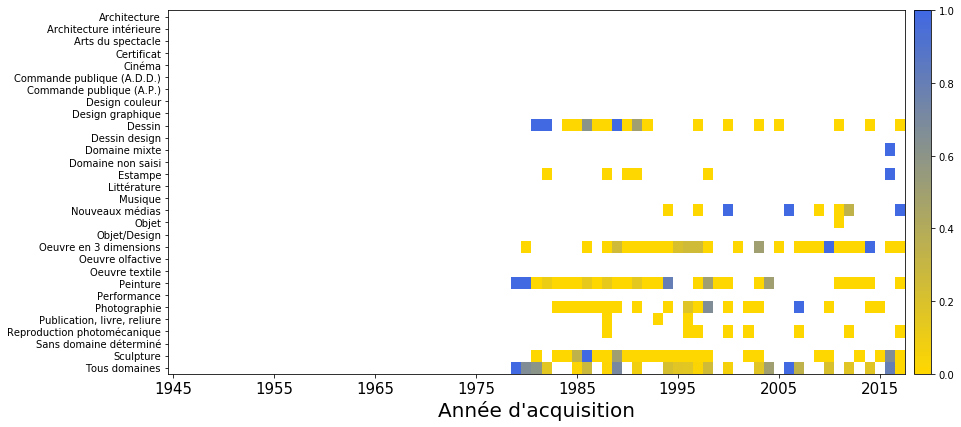 Architecture
Architecture intérieure
Arts du spectacle
Certificat
Cinéma
Commande publique (A.D.D.)
Commande publique (A.P.)
Design couleur
Design graphique
Dessin
Dessin design
Domaine mixte
Domaine non saisi
Estampe
Littérature
Musique
Nouveaux médias
Objet
Objet/Design
Oeuvre en 3 dimensions
Oeuvre olfactive
Oeuvre textile
Peinture
Performance
Photographie
Publication, livre, reliure
Reproduction photomécanique
Sans domaine déterminé
Sculpture
Tous domaines
1945 1955 1965 1975 1985 1995 2005 2015
Année d'acquisition
1.0
0.8
0.6
0.4
0.2
0.0